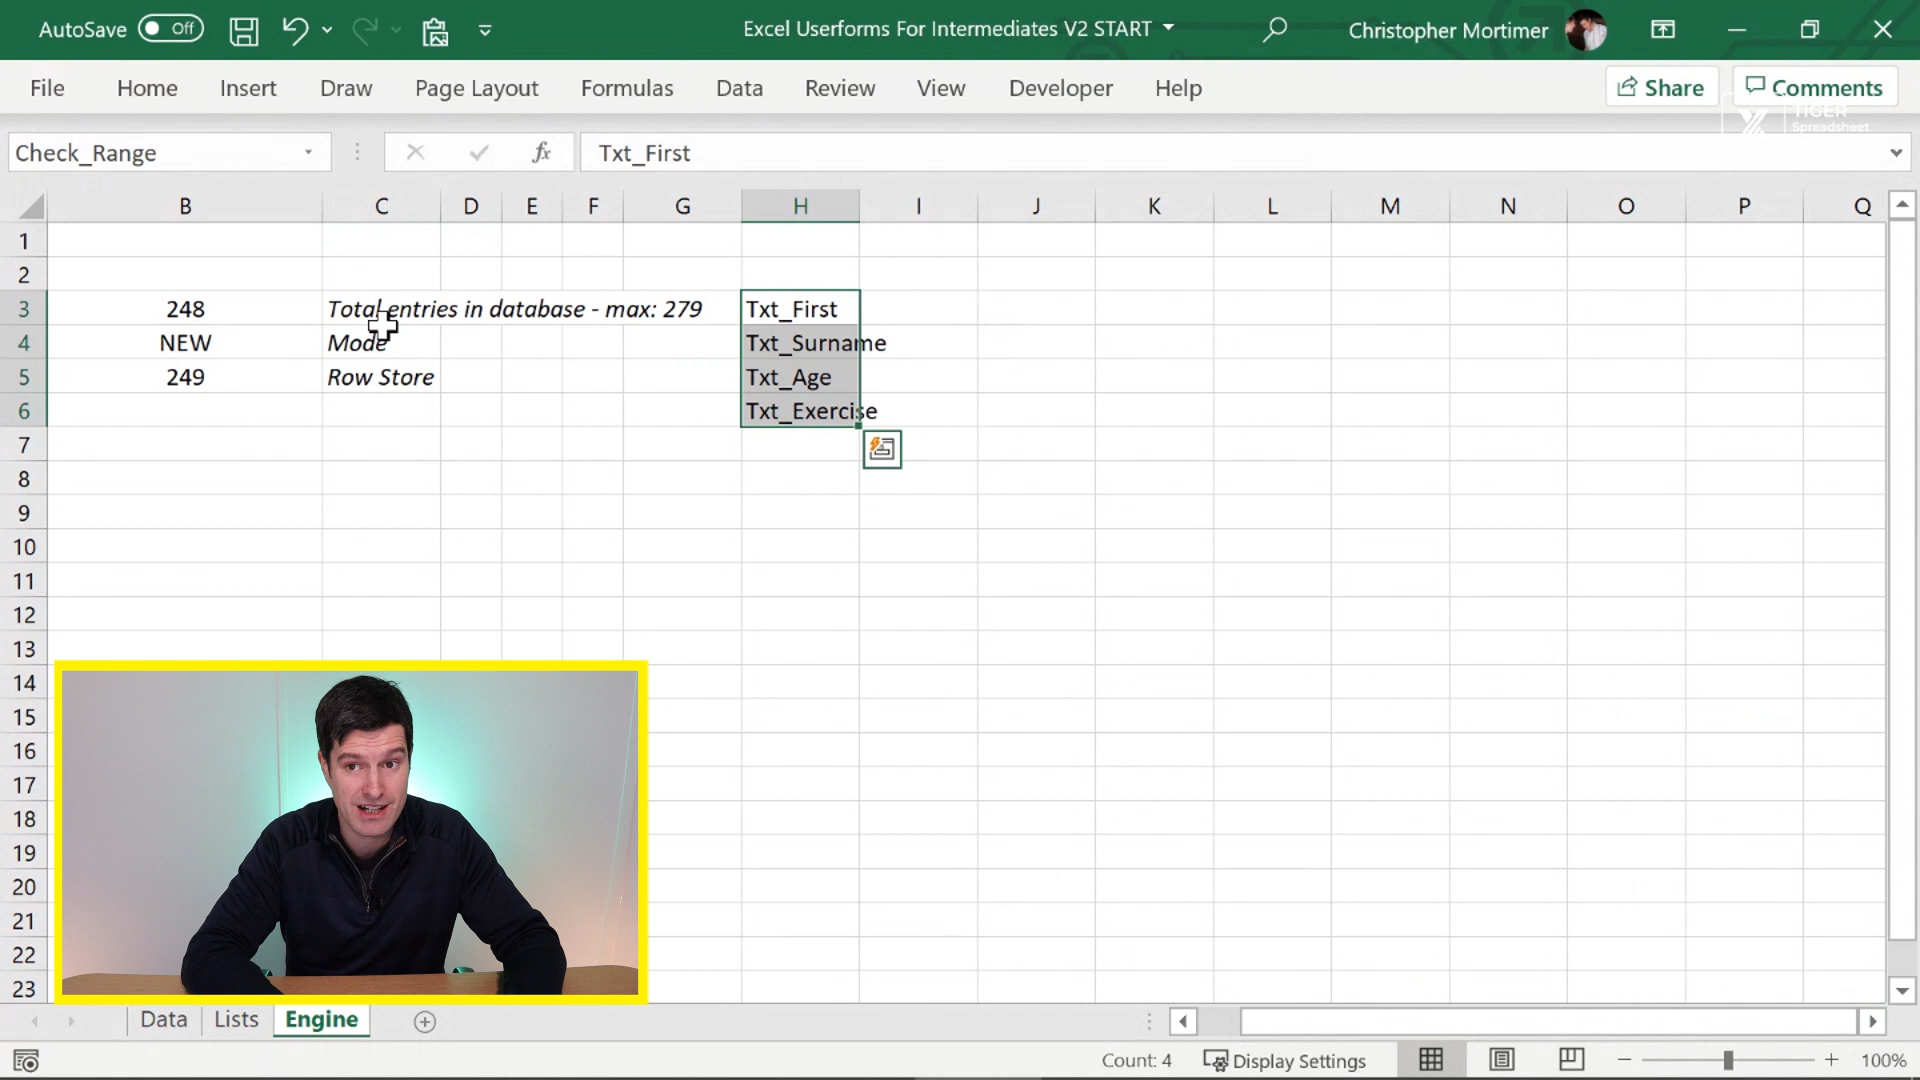 AutoSave Off Excel Userforms For Intermediates V2 START Christopher Mortimer
File Home Insert Draw Page Layout Formulas Data Review View Developer Help Share Comments
TIGER
Spreadsheet
Check_Range fx Txt_First
B C D E F G H I J K L M N O P Q
1
2
3 248 Total entries in database - max: 279 Txt_First
4 NEW Mode Txt_Surname
5 249 Row Store Txt_Age
6 Txt_Exercise
7
8
9
10
11
12
13
14
15
16
17
18
19
20
21
22
23
Data Lists Engine
Count: 4 Display Settings 100%